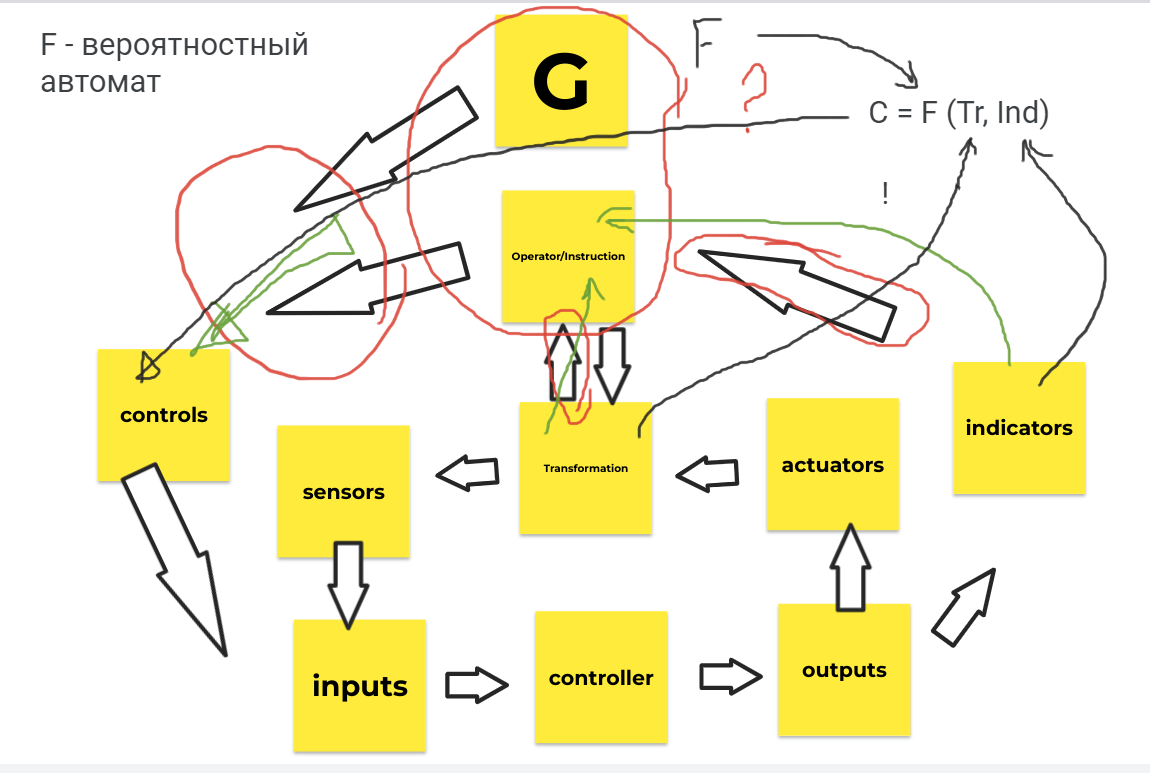 F - вероятностный
автомат
G
F
?
C = F (Tr, Ind)
!
Operator/Instruction
controls
indicators
sensors
Transformation
actuators
inputs
controller
outputs